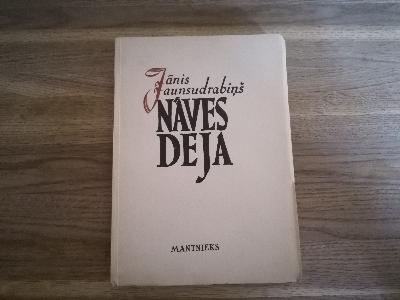 Jānis
Jaunsudrabiņš
NĀVES
DEJA
MANTNIEKS